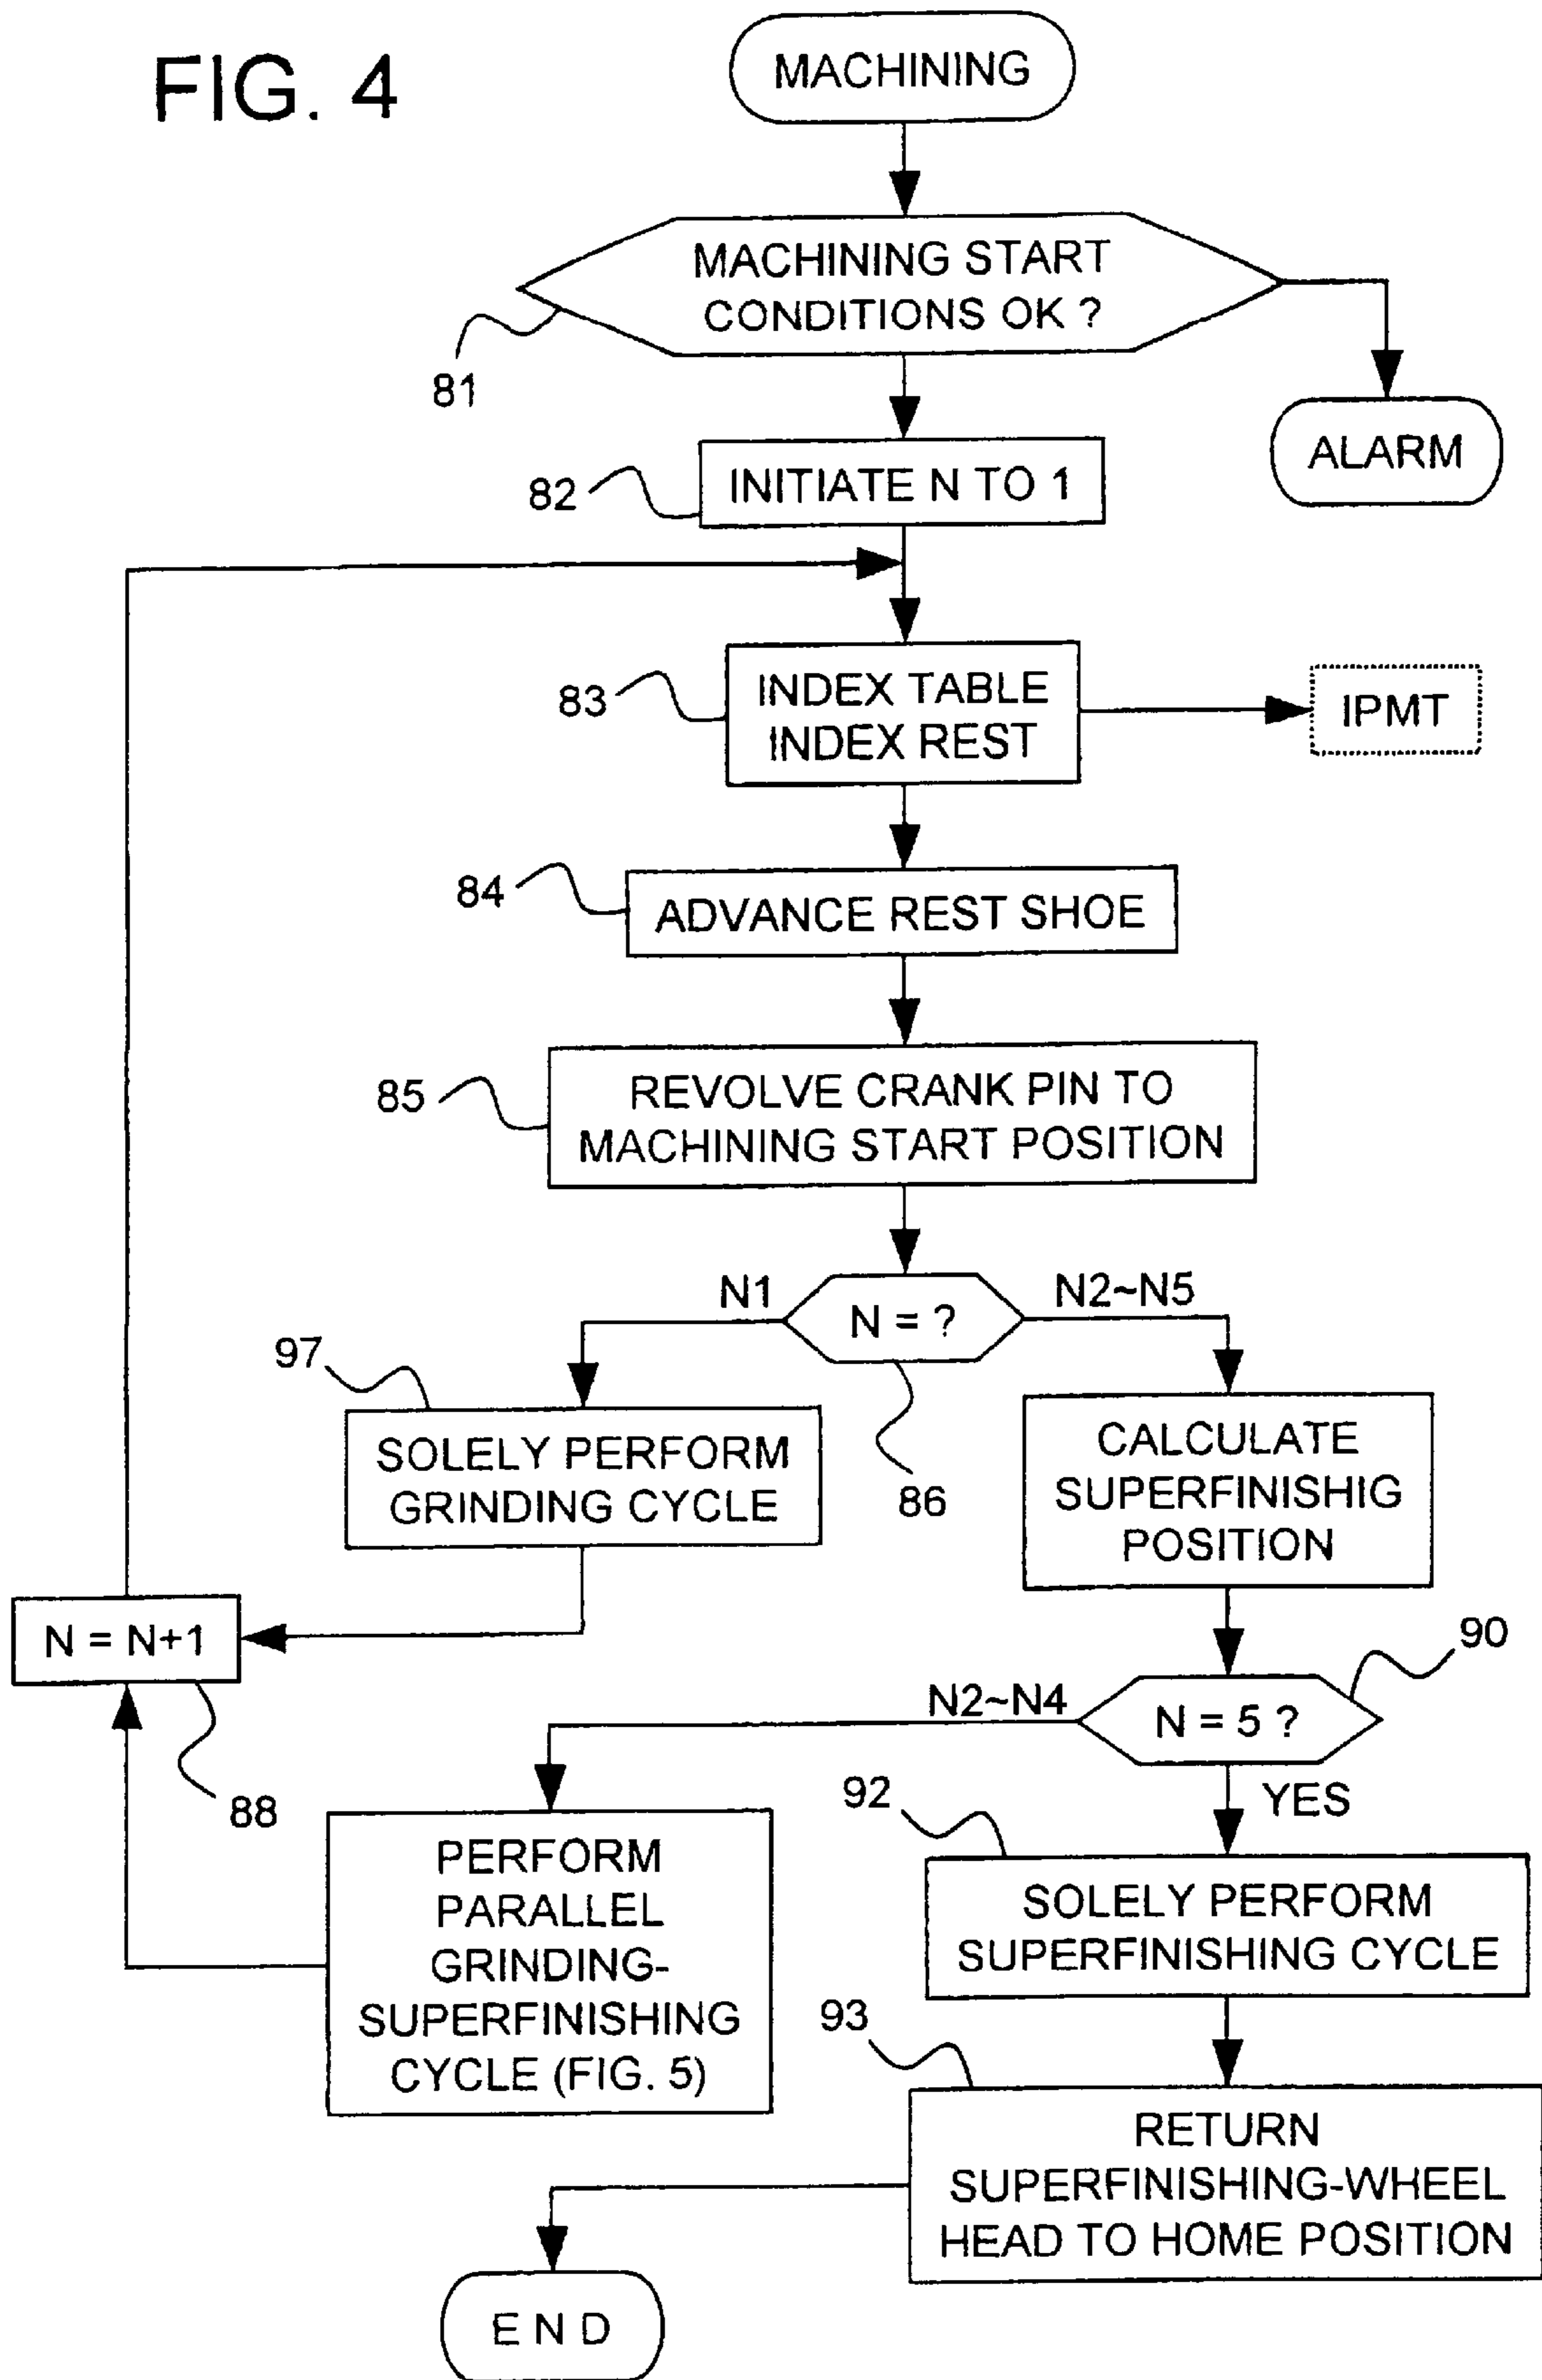 FIG. 4
MACHINING
MACHINING START
CONDITIONS OK ?
81
ALARM
82
INITIATE N TO 1
83
INDEX TABLE
INDEX REST
IPMT
84
ADVANCE REST SHOE
85
REVOLVE CRANK PIN TO
MACHINING START POSITION
N1
N = ?
N2~N5
97
SOLELY PERFORM
GRINDING CYCLE
86
CALCULATE
SUPERFINISHIG
POSITION
N = N+1
88
90
N2~N4
N = 5 ?
YES
PERFORM
PARALLEL
GRINDING-
SUPERFINISHING
CYCLE (FIG. 5)
92
SOLELY PERFORM
SUPERFINISHING CYCLE
93
RETURN
SUPERFINISHING-WHEEL
HEAD TO HOME POSITION
E N D